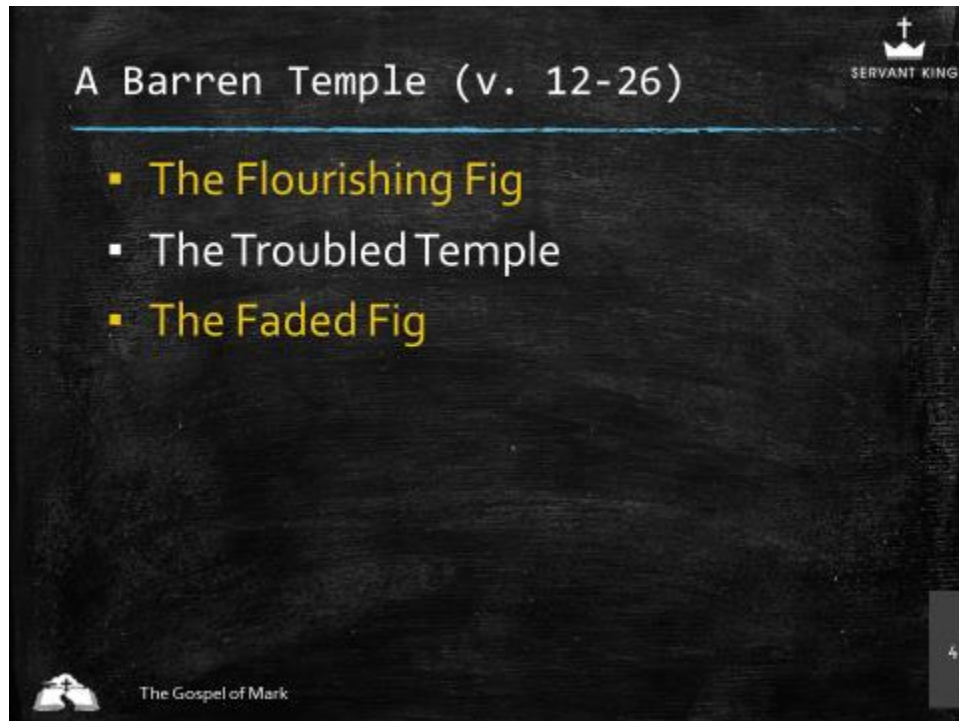 SERVANT KING
A Barren Temple (v. 12-26)
▪ The Flourishing Fig
▪ The Troubled Temple
▪ The Faded Fig
4
The Gospel of Mark